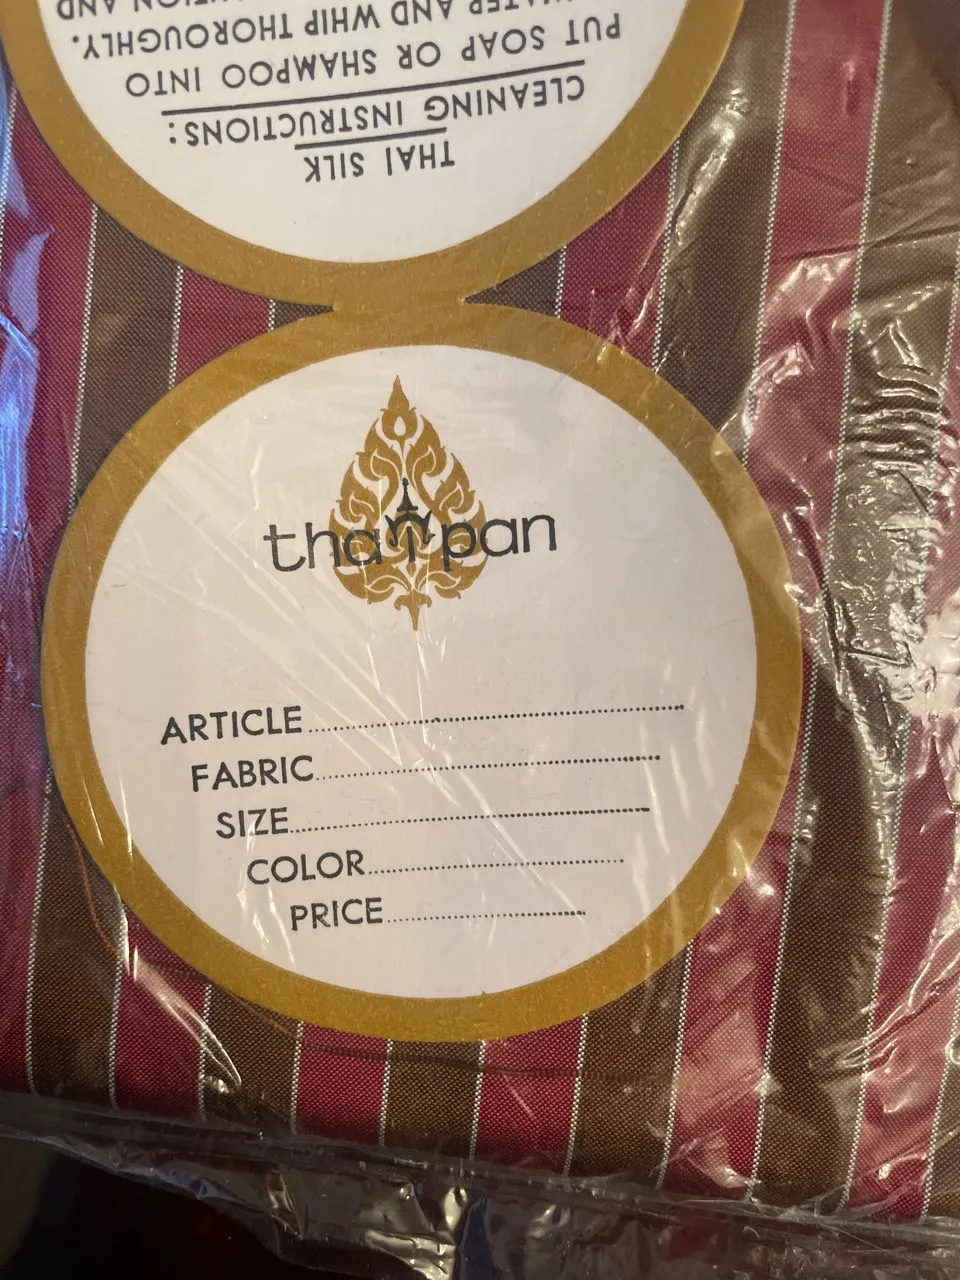 THAI SILK
CLEANING INSTRUCTIONS:
PUT SOAP OR SHAMPOO INTO
WATER AND WHIP THOROUGHLY.
AND
thaipan
ARTICLE
FABRIC
SIZE
COLOR
PRICE